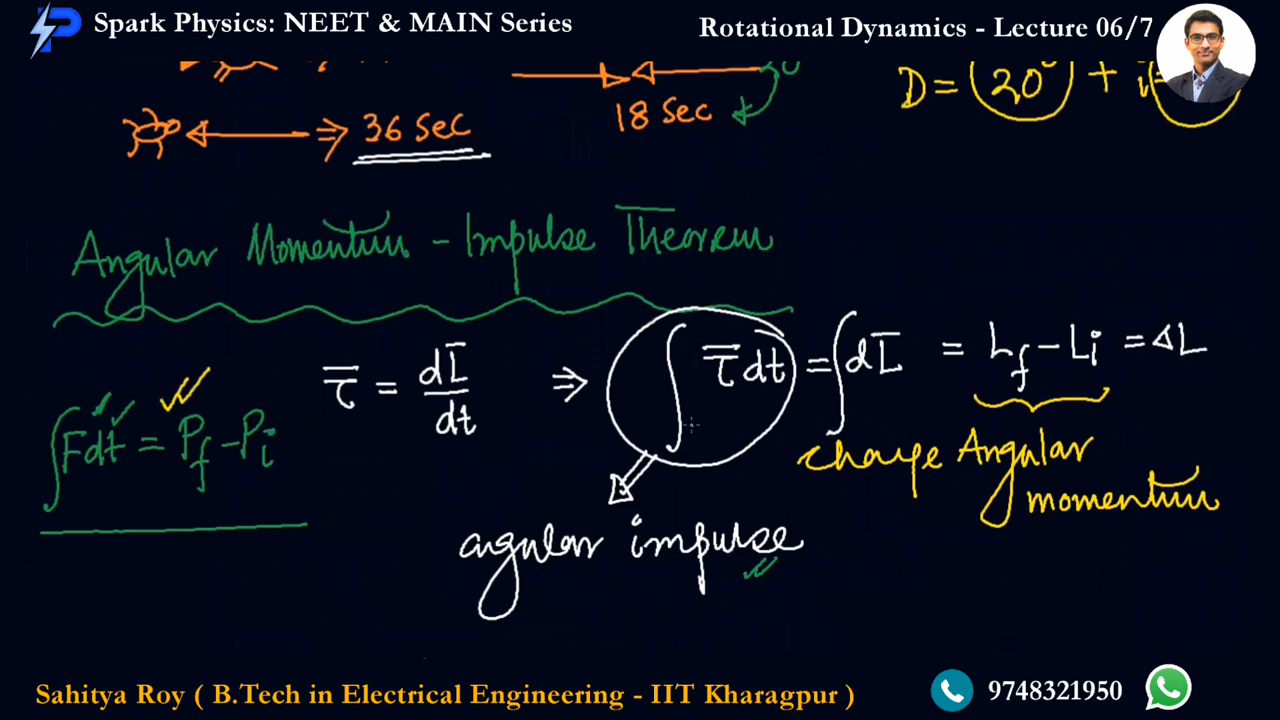 Spark Physics: NEET & MAIN Series
Rotational Dynamics - Lecture 06/7
D = (20°) +
18 Sec
⇒ 36 Sec
Angular Momentum - Impulse Theorem
τ̅ = dL̅/dt ⇒ ∫ τ̅ dt = ∫ dL̅ = Lf - Li = ΔL
∫Fdt = Pf - Pi
change Angular
momentum
angular impulse
Sahitya Roy ( B.Tech in Electrical Engineering - IIT Kharagpur )
9748321950